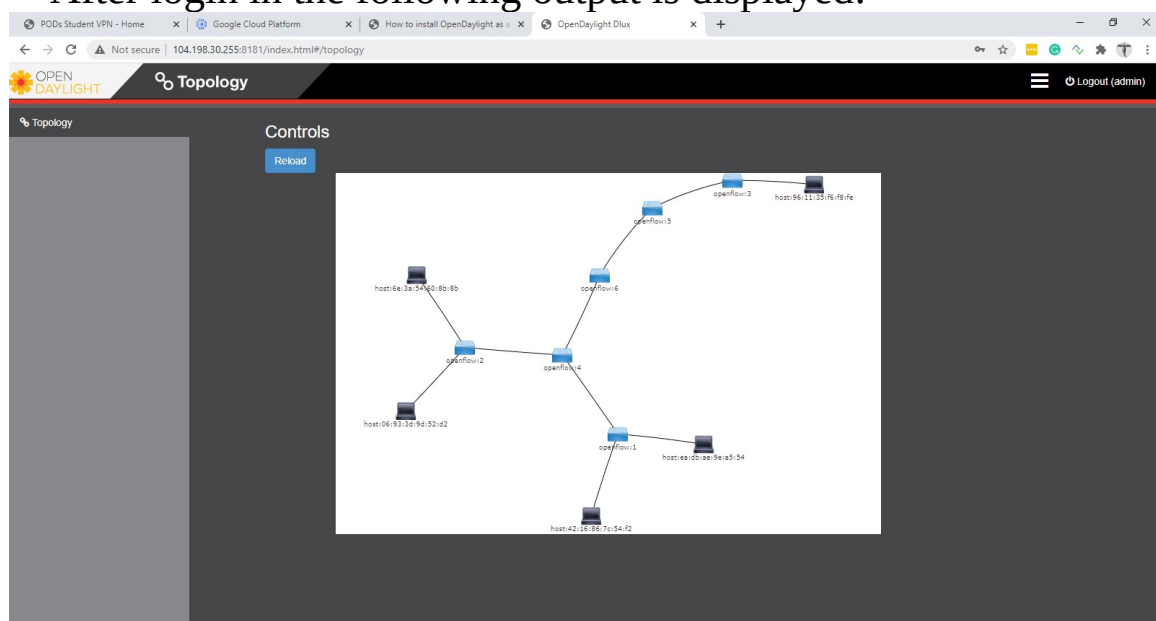 After login in the following output is displayed:
PODs Student VPN - Home
Google Cloud Platform
How to install OpenDaylight as a
OpenDaylight Dlux
Not secure | 104.198.30.255:8181/index.html#/topology
OPEN
DAYLIGHT
Topology
Logout (admin)
Topology
Controls
Reload
openflow:3
host:96:11:35:f6:f8:fe
openflow:5
host:6e:3a:54:60:8b:8b
openflow:6
openflow:2
openflow:4
host:06:93:3d:9d:52:d2
openflow:1
host:ea:db:ae:9e:a5:54
host:42:16:86:7c:54:f2